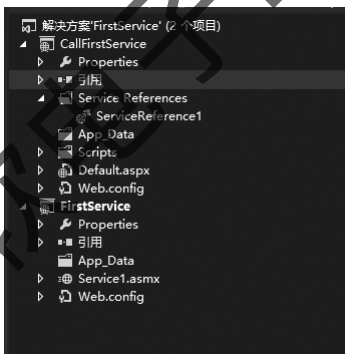 解决方案'FirstService' (2 个项目)
CallFirstService
Properties
引用
Service References
ServiceReference1
App_Data
Scripts
Default.aspx
Web.config
FirstService
Properties
引用
App_Data
Service1.asmx
Web.config